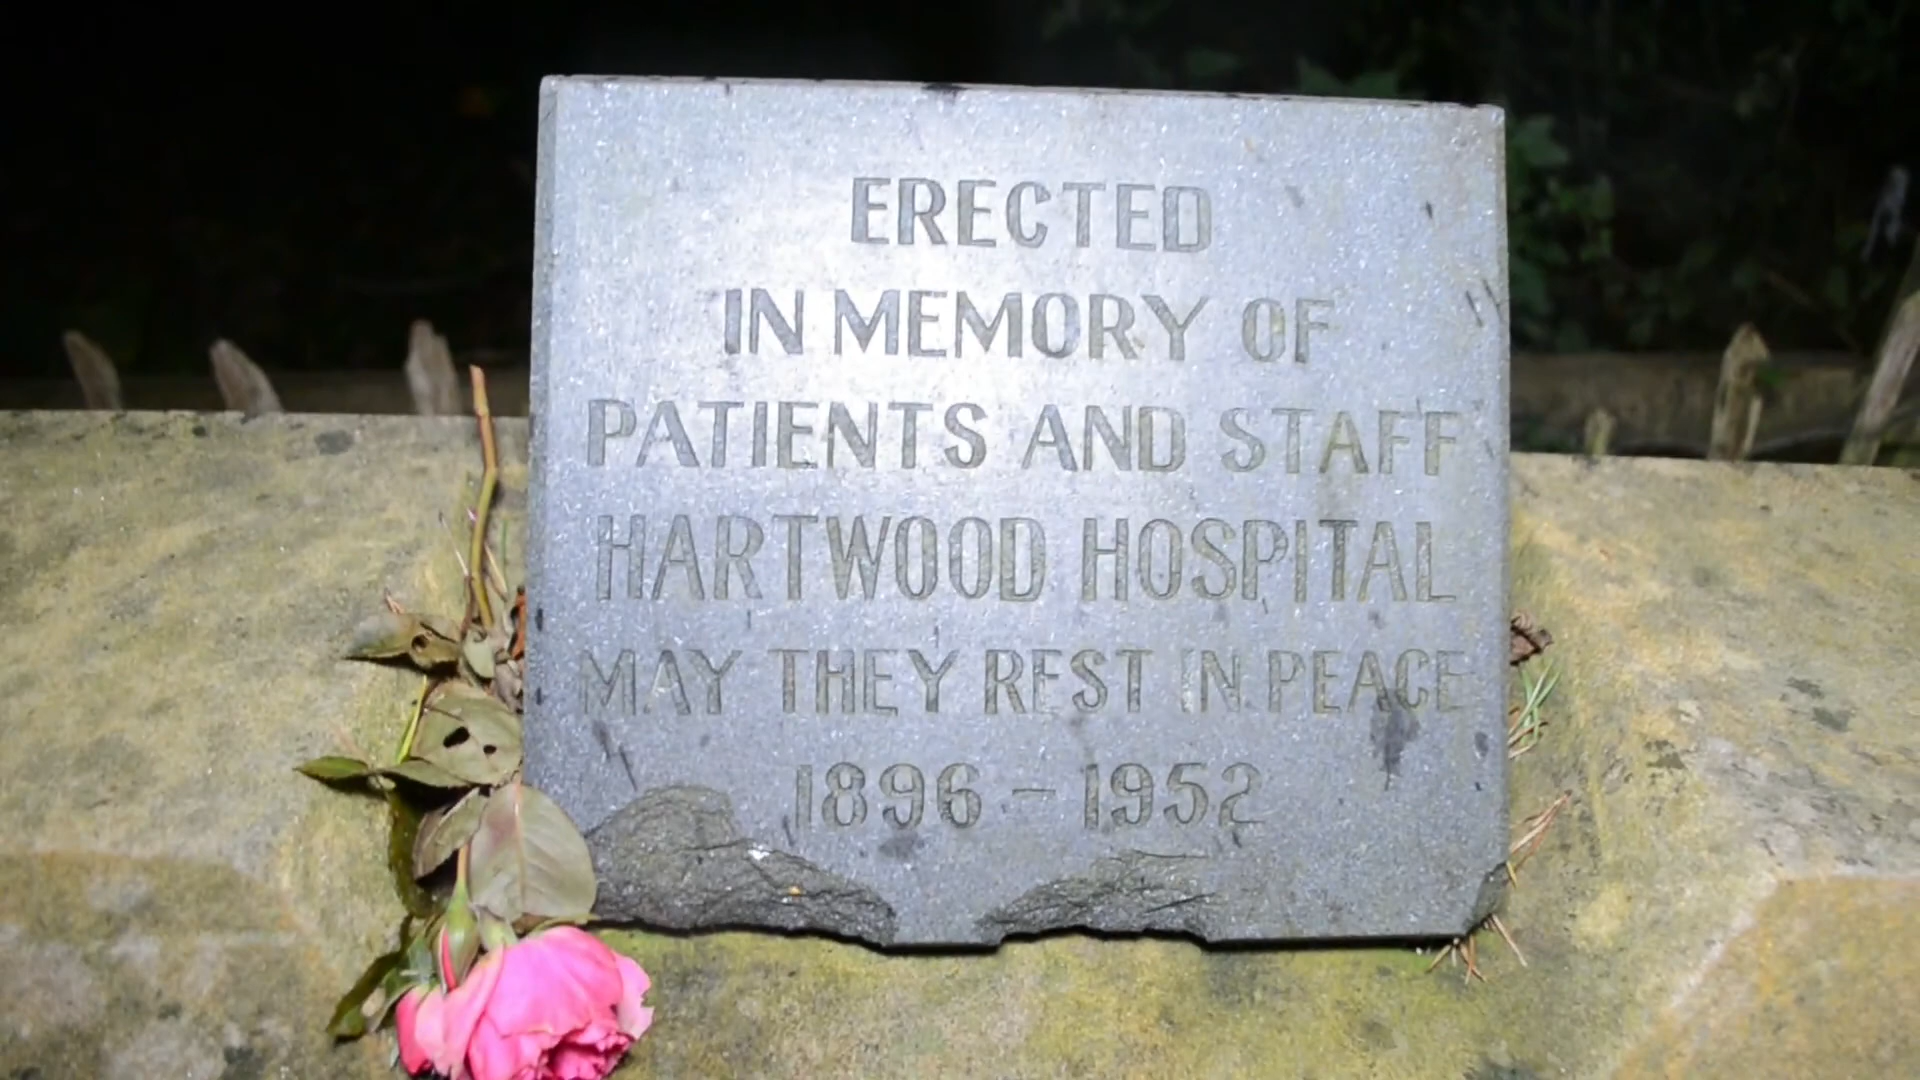 ERECTED
IN MEMORY OF
PATIENTS AND STAFF
HARTWOOD HOSPITAL
MAY THEY REST IN PEACE
1896 - 1952